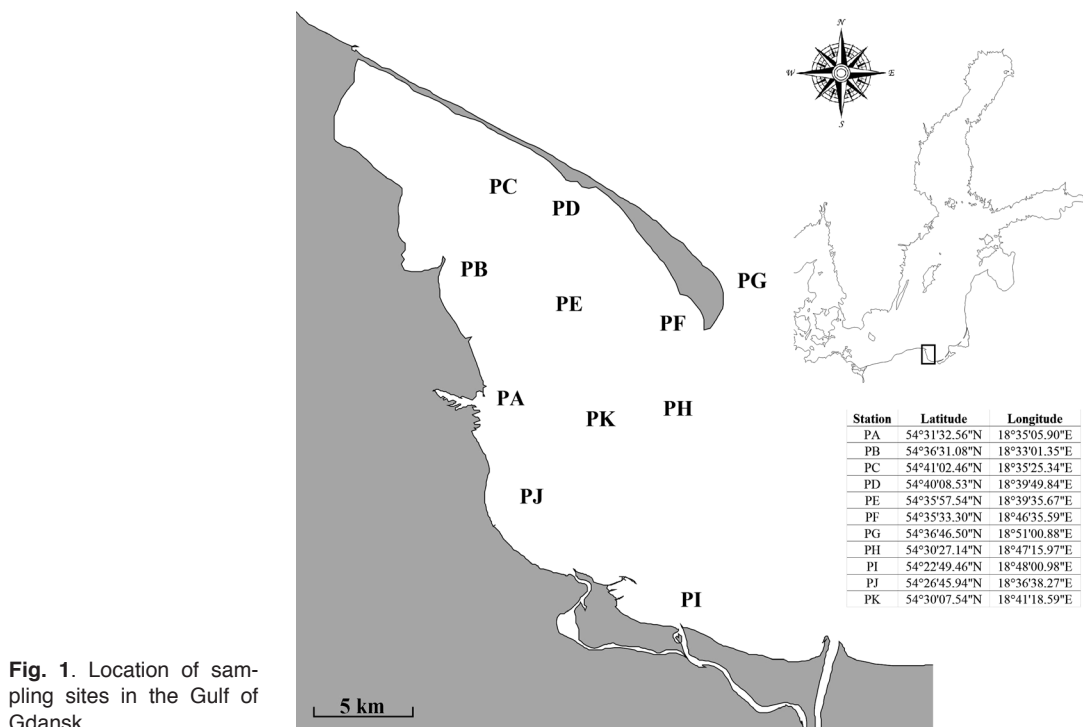 N
W E
S
PC
PD
PB
PG
PE
PF
PA
PK
PH
PJ
PI
5 km
Station Latitude Longitude
PA 54°31'32.56"N 18°35'05.90"E
PB 54°36'31.08"N 18°33'01.35"E
PC 54°41'02.46"N 18°35'25.34"E
PD 54°40'08.53"N 18°39'49.84"E
PE 54°35'57.54"N 18°39'35.67"E
PF 54°35'33.30"N 18°46'35.59"E
PG 54°36'46.50"N 18°51'00.88"E
PH 54°30'27.14"N 18°47'15.97"E
PI 54°22'49.46"N 18°48'00.98"E
PJ 54°26'45.94"N 18°36'38.27"E
PK 54°30'07.54"N 18°41'18.59"E
Fig. 1. Location of sam-
pling sites in the Gulf of
Gdansk